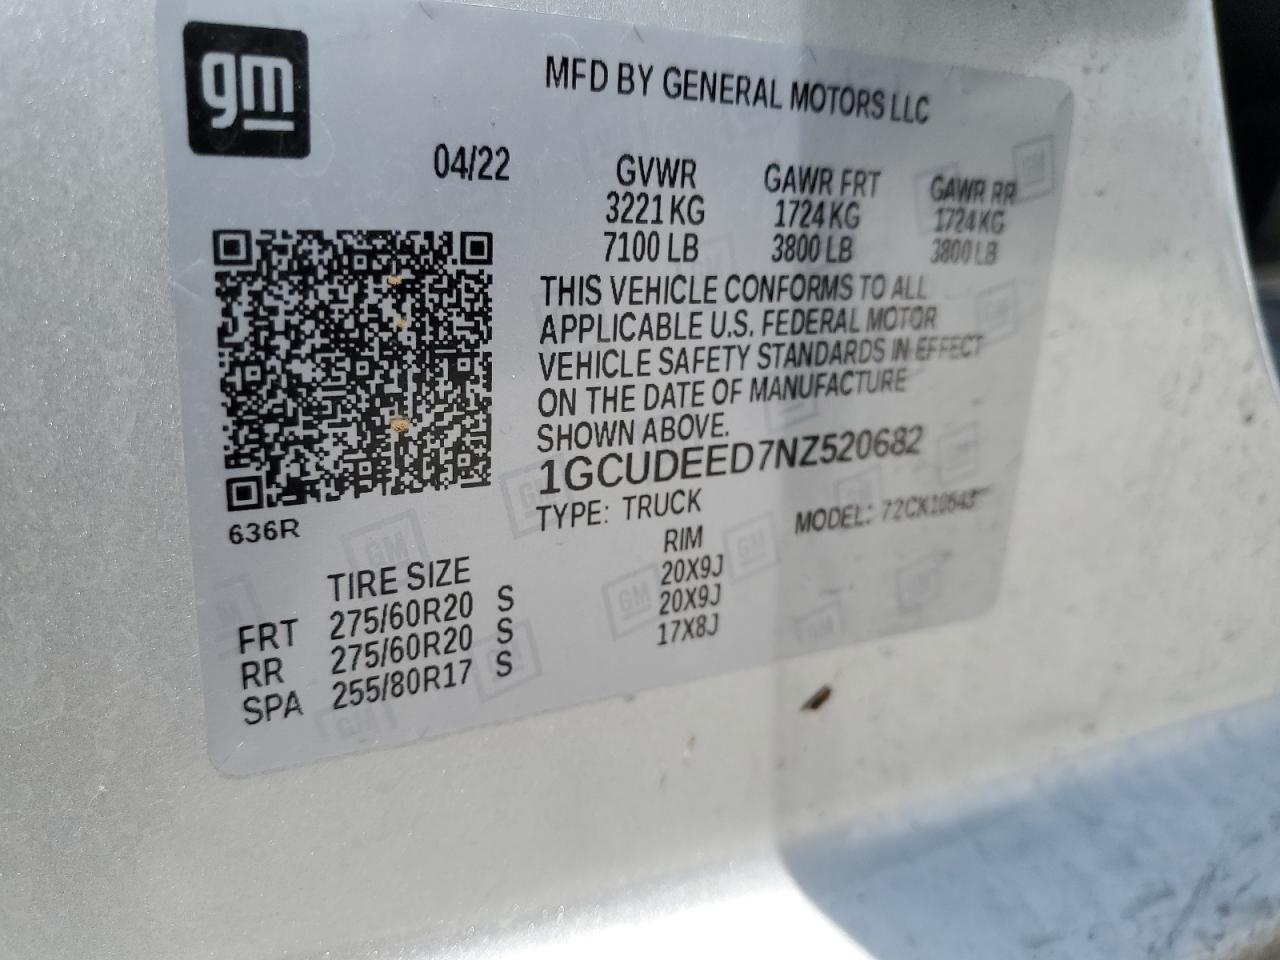 gm
MFD BY GENERAL MOTORS LLC
04/22
GVWR GAWR FRT GAWR RR
3221 KG 1724 KG 1724 KG
7100 LB 3800 LB 3800 LB
THIS VEHICLE CONFORMS TO ALL
APPLICABLE U.S. FEDERAL MOTOR
VEHICLE SAFETY STANDARDS IN EFFECT
ON THE DATE OF MANUFACTURE
SHOWN ABOVE.
1GCUDEED7NZ520682
TYPE: TRUCK MODEL:
636R
TIRE SIZE RIM
FRT 275/60R20 S 20X9J
RR 275/60R20 S 20X9J
SPA 255/80R17 S 17X8J